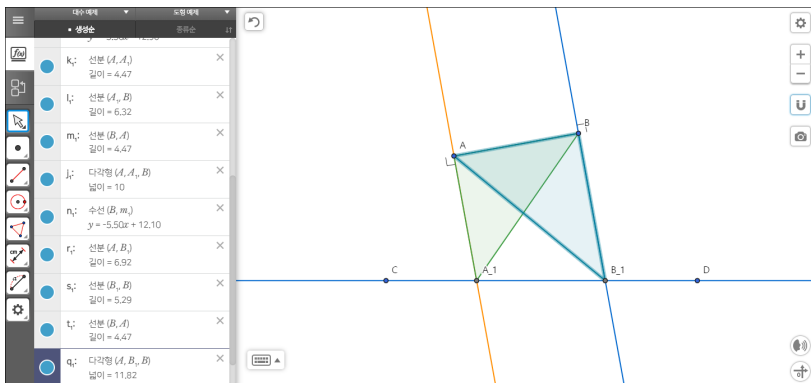 대수 예제 ▼ 도형 예제 ▼
• 생성순 종류순
f(x)
k₁: 선분 (A, A₁)
길이 = 4.47
l₁: 선분 (A₁, B)
길이 = 6.32
m₁: 선분 (B, A)
길이 = 4.47
j₁: 다각형 (A, A₁, B)
넓이 = 10
n₁: 수선 (B, m₁)
y = -5.50x + 12.10
r₁: 선분 (A, B₁)
길이 = 6.92
s₁: 선분 (B₁, B)
길이 = 5.29
t₁: 선분 (B, A)
길이 = 4.47
q₁: 다각형 (A, B₁, B)
넓이 = 11.82
A
B
C
A_1
B_1
D